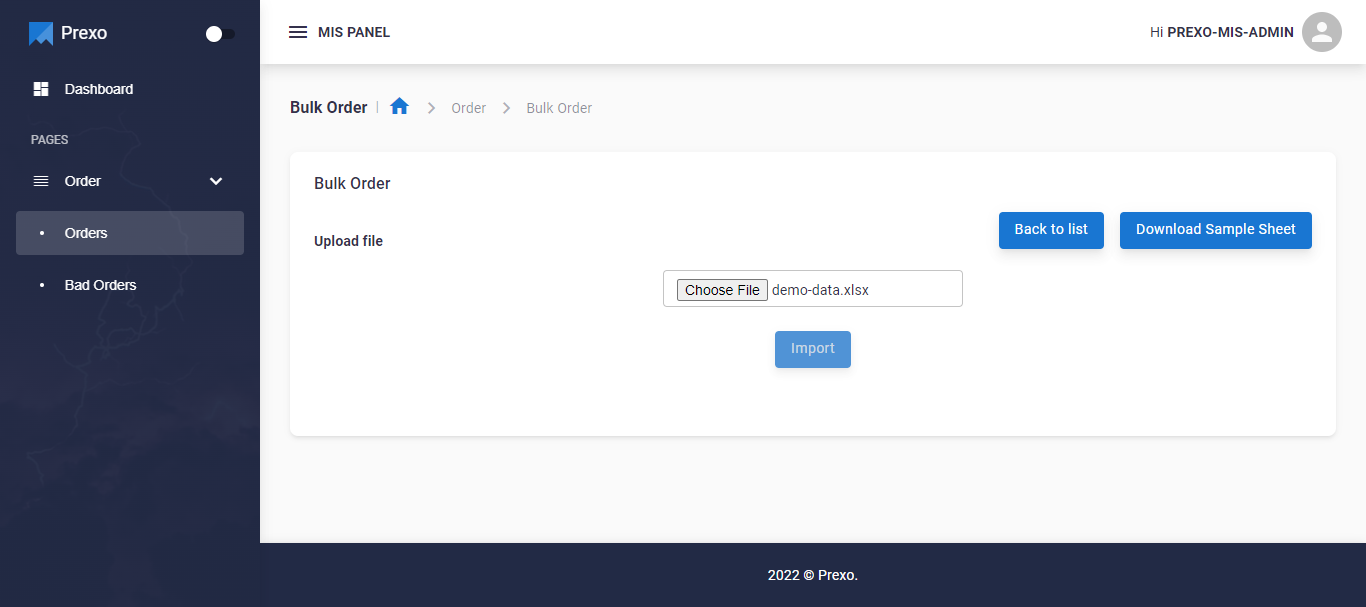 Prexo
MIS PANEL
Hi PREXO-MIS-ADMIN
Dashboard
PAGES
Order
Orders
Bad Orders
Bulk Order | Order Bulk Order
Bulk Order
Upload file
Back to list
Download Sample Sheet
Choose File demo-data.xlsx
Import
2022 © Prexo.